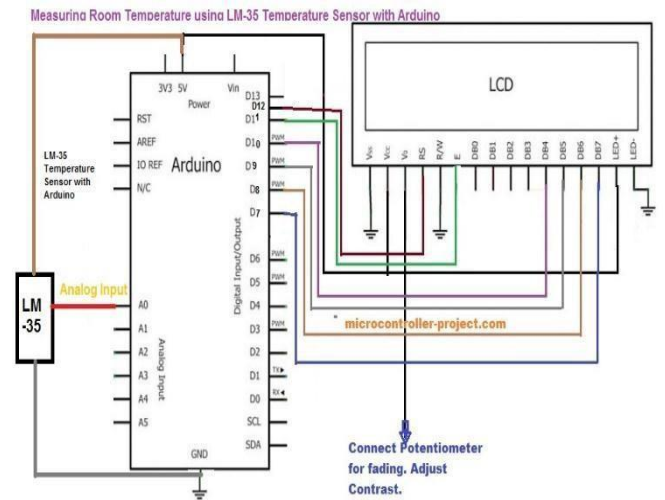 Measuring Room Temperature using LM-35 Temperature Sensor with Arduino
LCD
3V3 5V Vin
Power
D13
D12
D11
D10 PWM
D9 PWM
D8 PWM
D7
D6 PWM
D5 PWM
D4
D3 PWM
D2
D1 TX
D0 RX
SCL
SDA
RST
AREF
IO REF
N/C
Arduino
Digital Input/Output
LM-35
Temperature
Sensor with
Arduino
Analog Input
LM
-35
A0
A1
A2
A3
A4
A5
Analog Input
GND
Vss
Vcc
V0
RS
R/W
E
DB0
DB1
DB2
DB3
DB4
DB5
DB6
DB7
LED+
LED-
microcontroller-project.com
Connect Potentiometer
for fading. Adjust
Contrast.